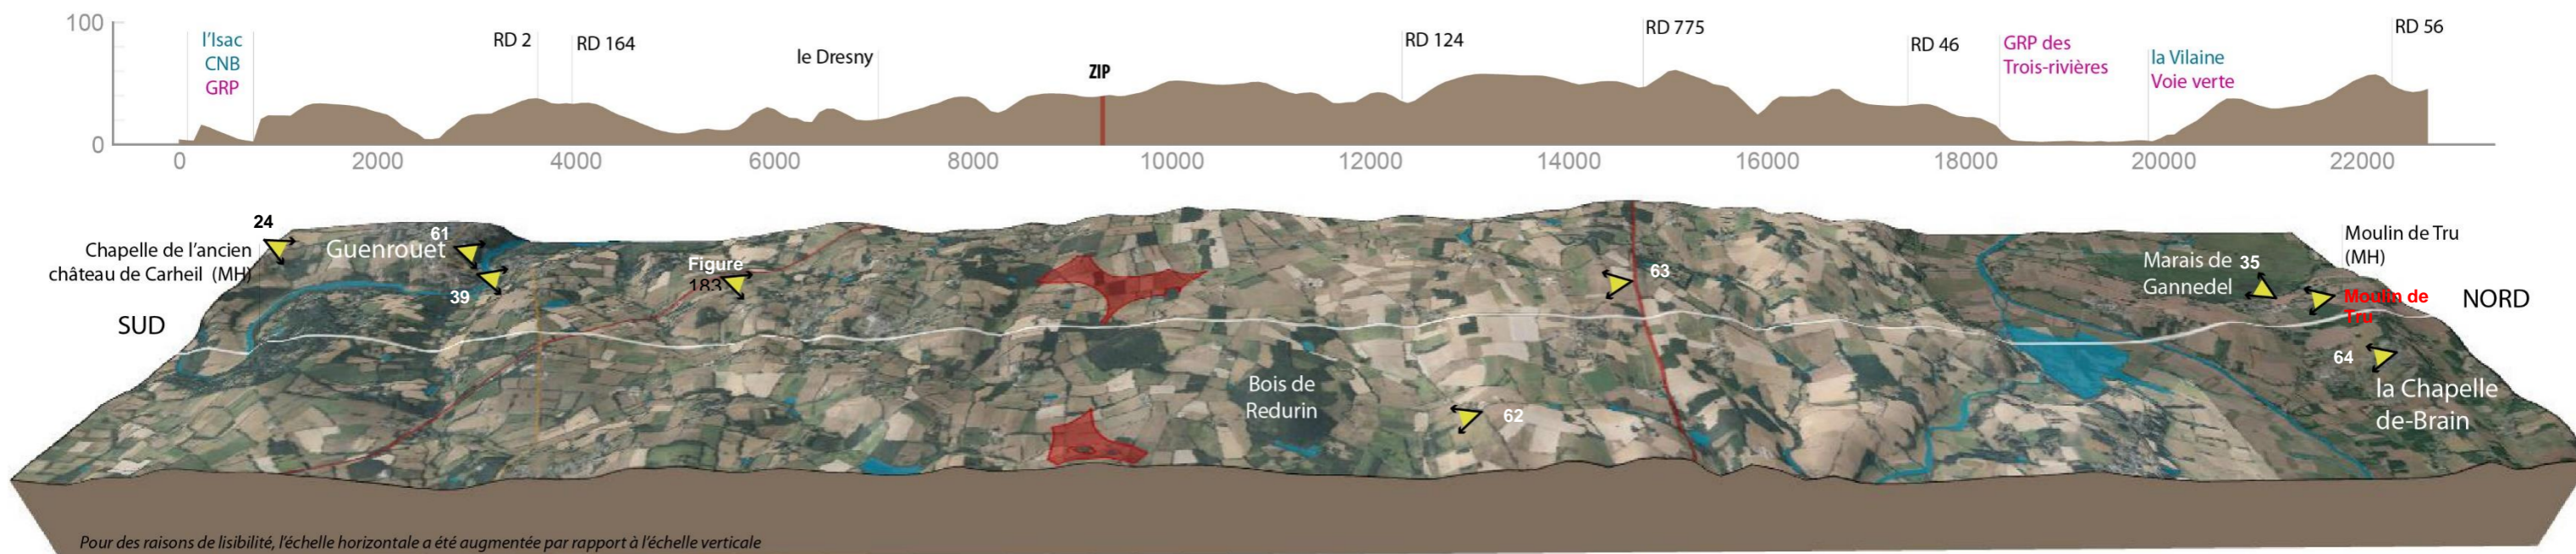 100
0
l'Isac
CNB
GRP
RD 2
RD 164
le Dresny
ZIP
RD 124
RD 775
RD 46
GRP des
Trois-rivières
la Vilaine
Voie verte
RD 56
0 2000 4000 6000 8000 10000 12000 14000 16000 18000 20000 22000
24
Chapelle de l'ancien
château de Carheil (MH)
61
Guenrouet
39
Figure
183
63
Marais de
Gannedel
35
Moulin de Tru
(MH)
Moulin de
Tru
SUD
NORD
Bois de
Redurin
62
64
la Chapelle
de-Brain
Pour des raisons de lisibilité, l'échelle horizontale a été augmentée par rapport à l'échelle verticale